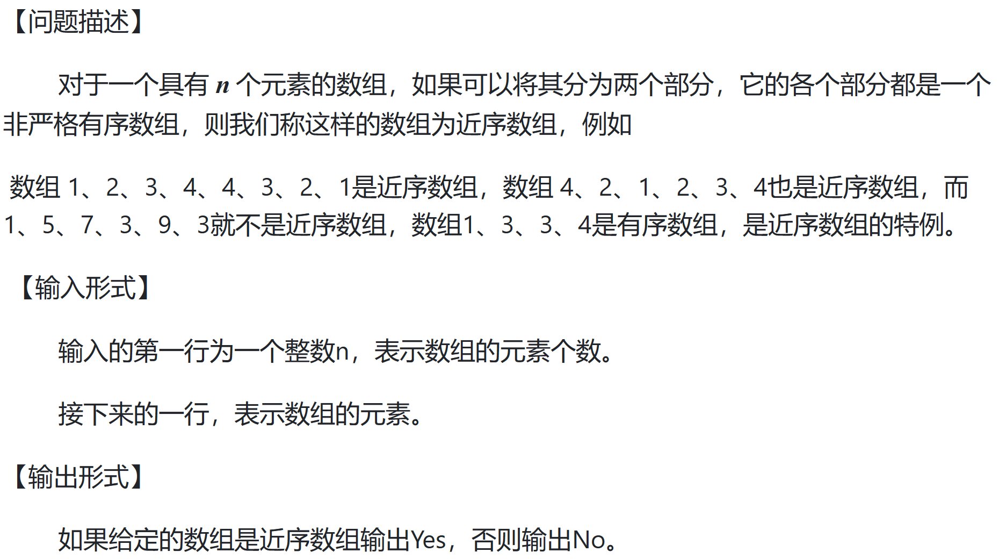 【问题描述】
对于一个具有 n 个元素的数组，如果可以将其分为两个部分，它的各个部分都是一个
非严格有序数组，则我们称这样的数组为近序数组，例如
数组 1、2、3、4、4、3、2、1是近序数组，数组 4、2、1、2、3、4也是近序数组，而
1、5、7、3、9、3就不是近序数组，数组1、3、3、4是有序数组，是近序数组的特例。
【输入形式】
输入的第一行为一个整数n，表示数组的元素个数。
接下来的一行，表示数组的元素。
【输出形式】
如果给定的数组是近序数组输出Yes，否则输出No。